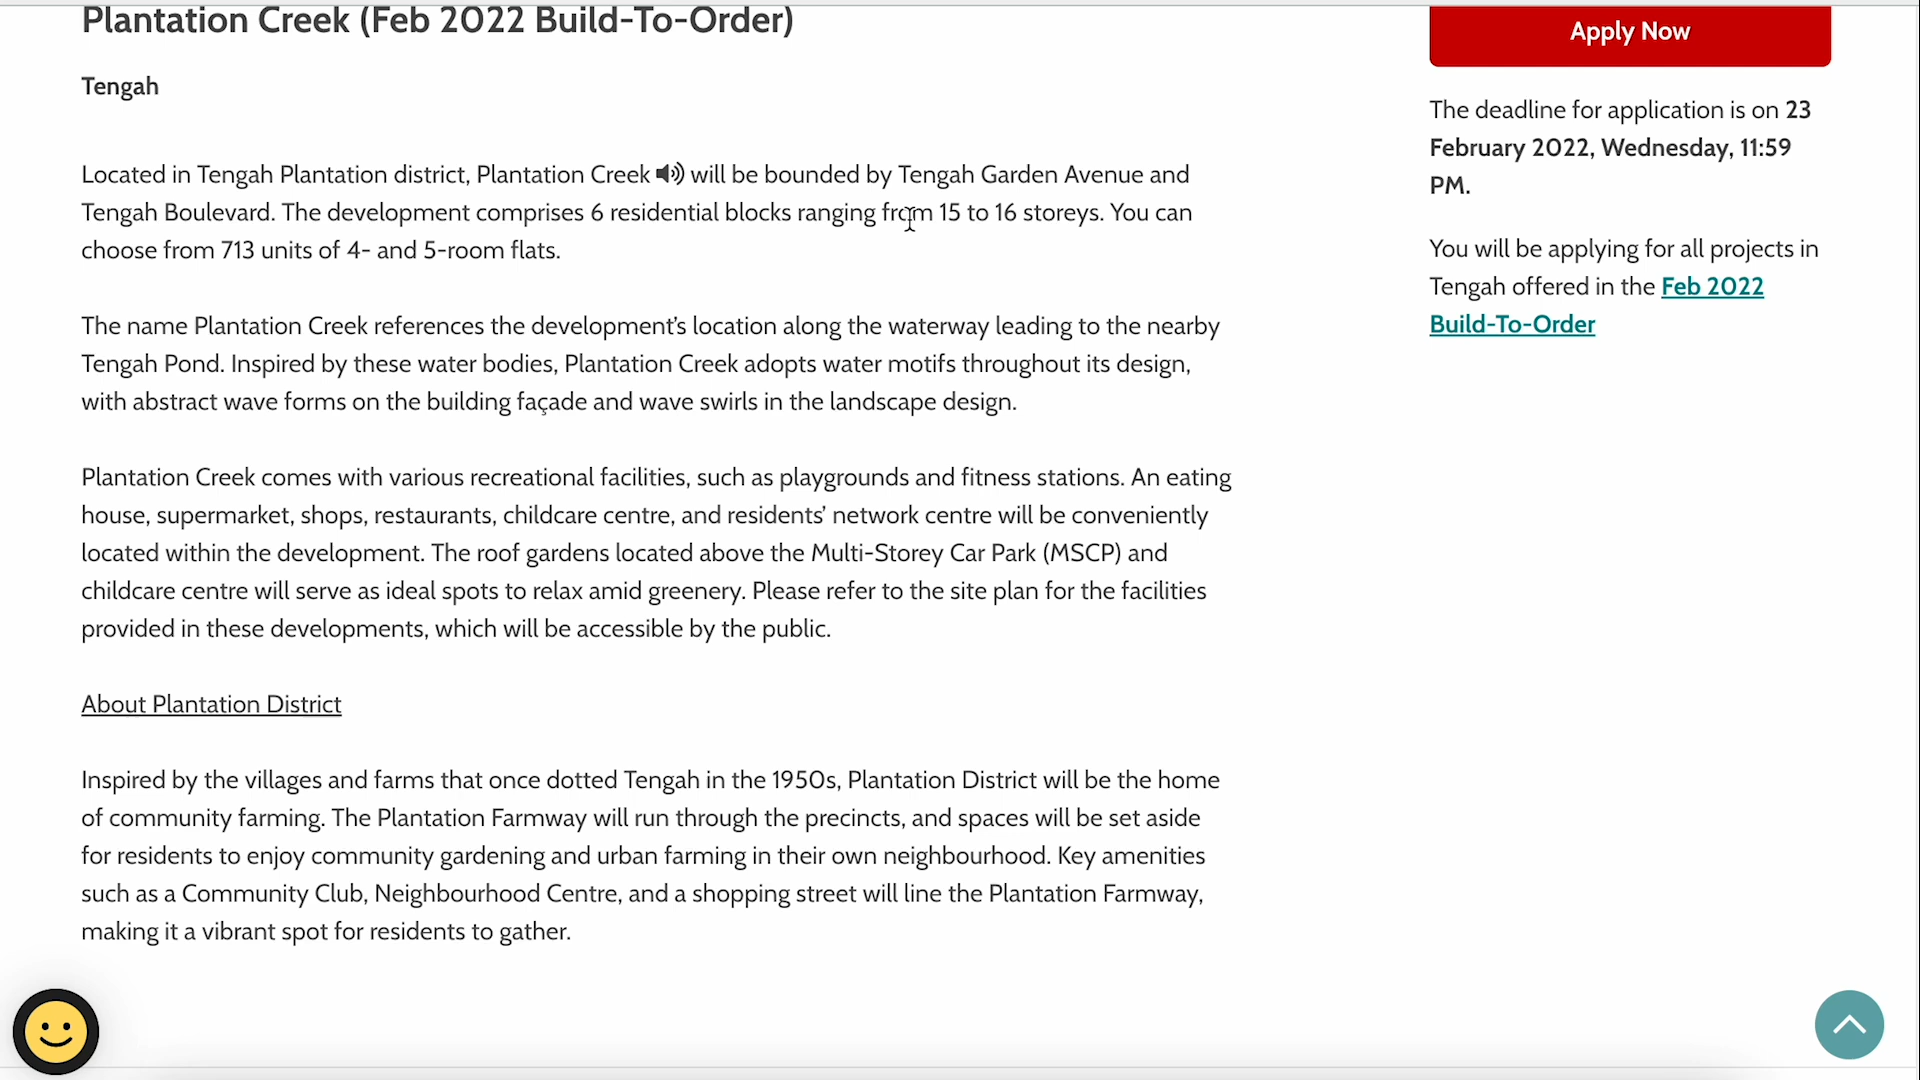 Plantation Creek (Feb 2022 Build-To-Order)
Tengah
Located in Tengah Plantation district, Plantation Creek will be bounded by Tengah Garden Avenue and
Tengah Boulevard. The development comprises 6 residential blocks ranging from 15 to 16 storeys. You can
choose from 713 units of 4- and 5-room flats.
The name Plantation Creek references the development’s location along the waterway leading to the nearby
Tengah Pond. Inspired by these water bodies, Plantation Creek adopts water motifs throughout its design,
with abstract wave forms on the building façade and wave swirls in the landscape design.
Plantation Creek comes with various recreational facilities, such as playgrounds and fitness stations. An eating
house, supermarket, shops, restaurants, childcare centre, and residents’ network centre will be conveniently
located within the development. The roof gardens located above the Multi-Storey Car Park (MSCP) and
childcare centre will serve as ideal spots to relax amid greenery. Please refer to the site plan for the facilities
provided in these developments, which will be accessible by the public.
About Plantation District
Inspired by the villages and farms that once dotted Tengah in the 1950s, Plantation District will be the home
of community farming. The Plantation Farmway will run through the precincts, and spaces will be set aside
for residents to enjoy community gardening and urban farming in their own neighbourhood. Key amenities
such as a Community Club, Neighbourhood Centre, and a shopping street will line the Plantation Farmway,
making it a vibrant spot for residents to gather.
Apply Now
The deadline for application is on 23
February 2022, Wednesday, 11:59
PM.
You will be applying for all projects in
Tengah offered in the Feb 2022
Build-To-Order